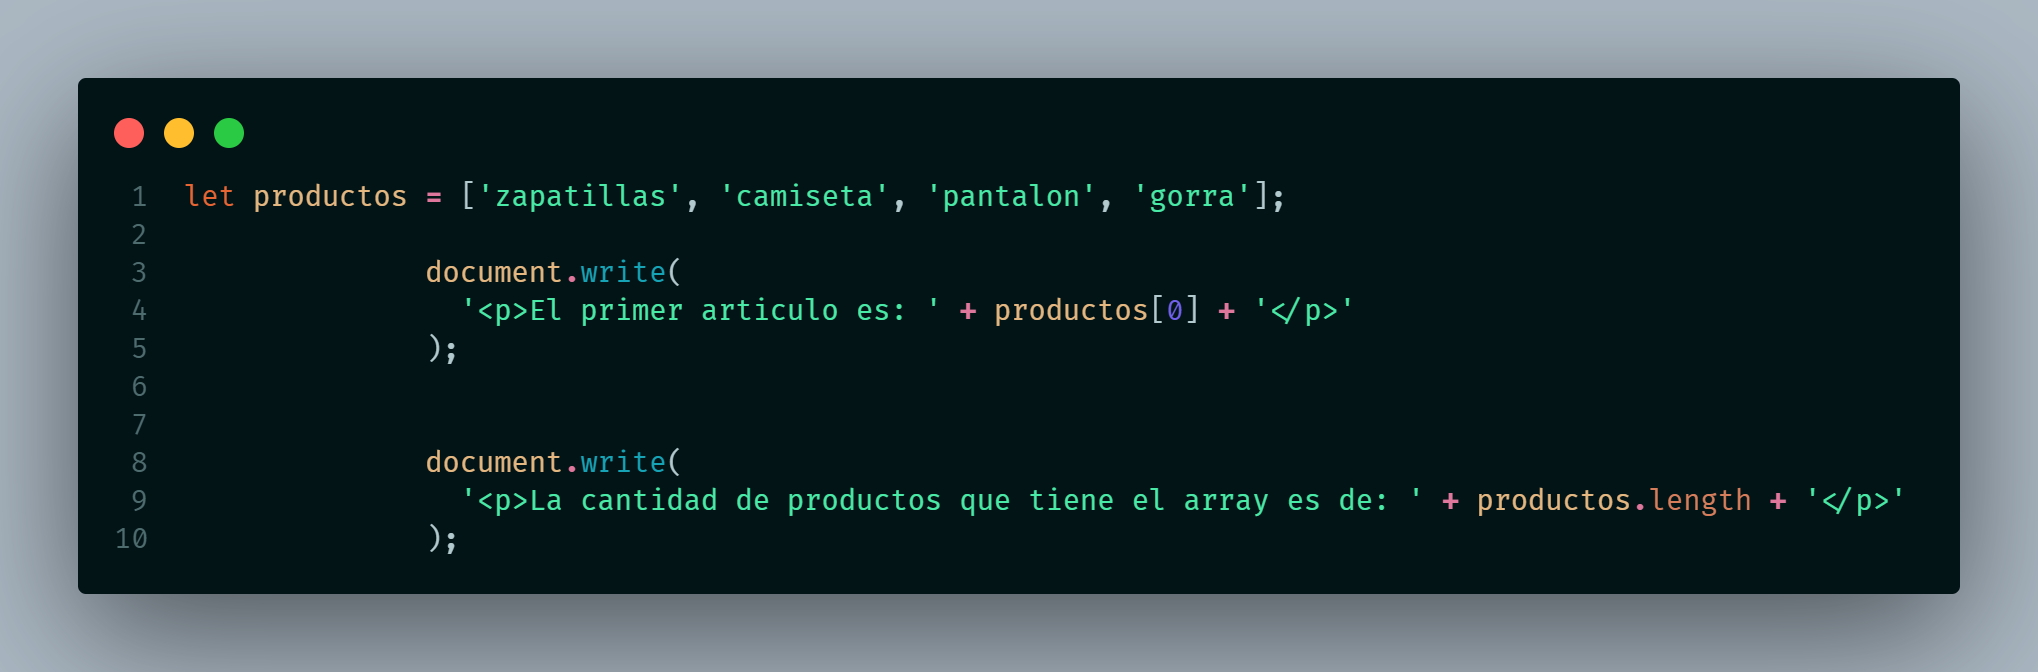 1 let productos = ['zapatillas', 'camiseta', 'pantalon', 'gorra'];
2
3 document.write(
4 '<p>El primer articulo es: ' + productos[0] + '</p>'
5 );
6
7
8 document.write(
9 '<p>La cantidad de productos que tiene el array es de: ' + productos.length + '</p>'
10 );